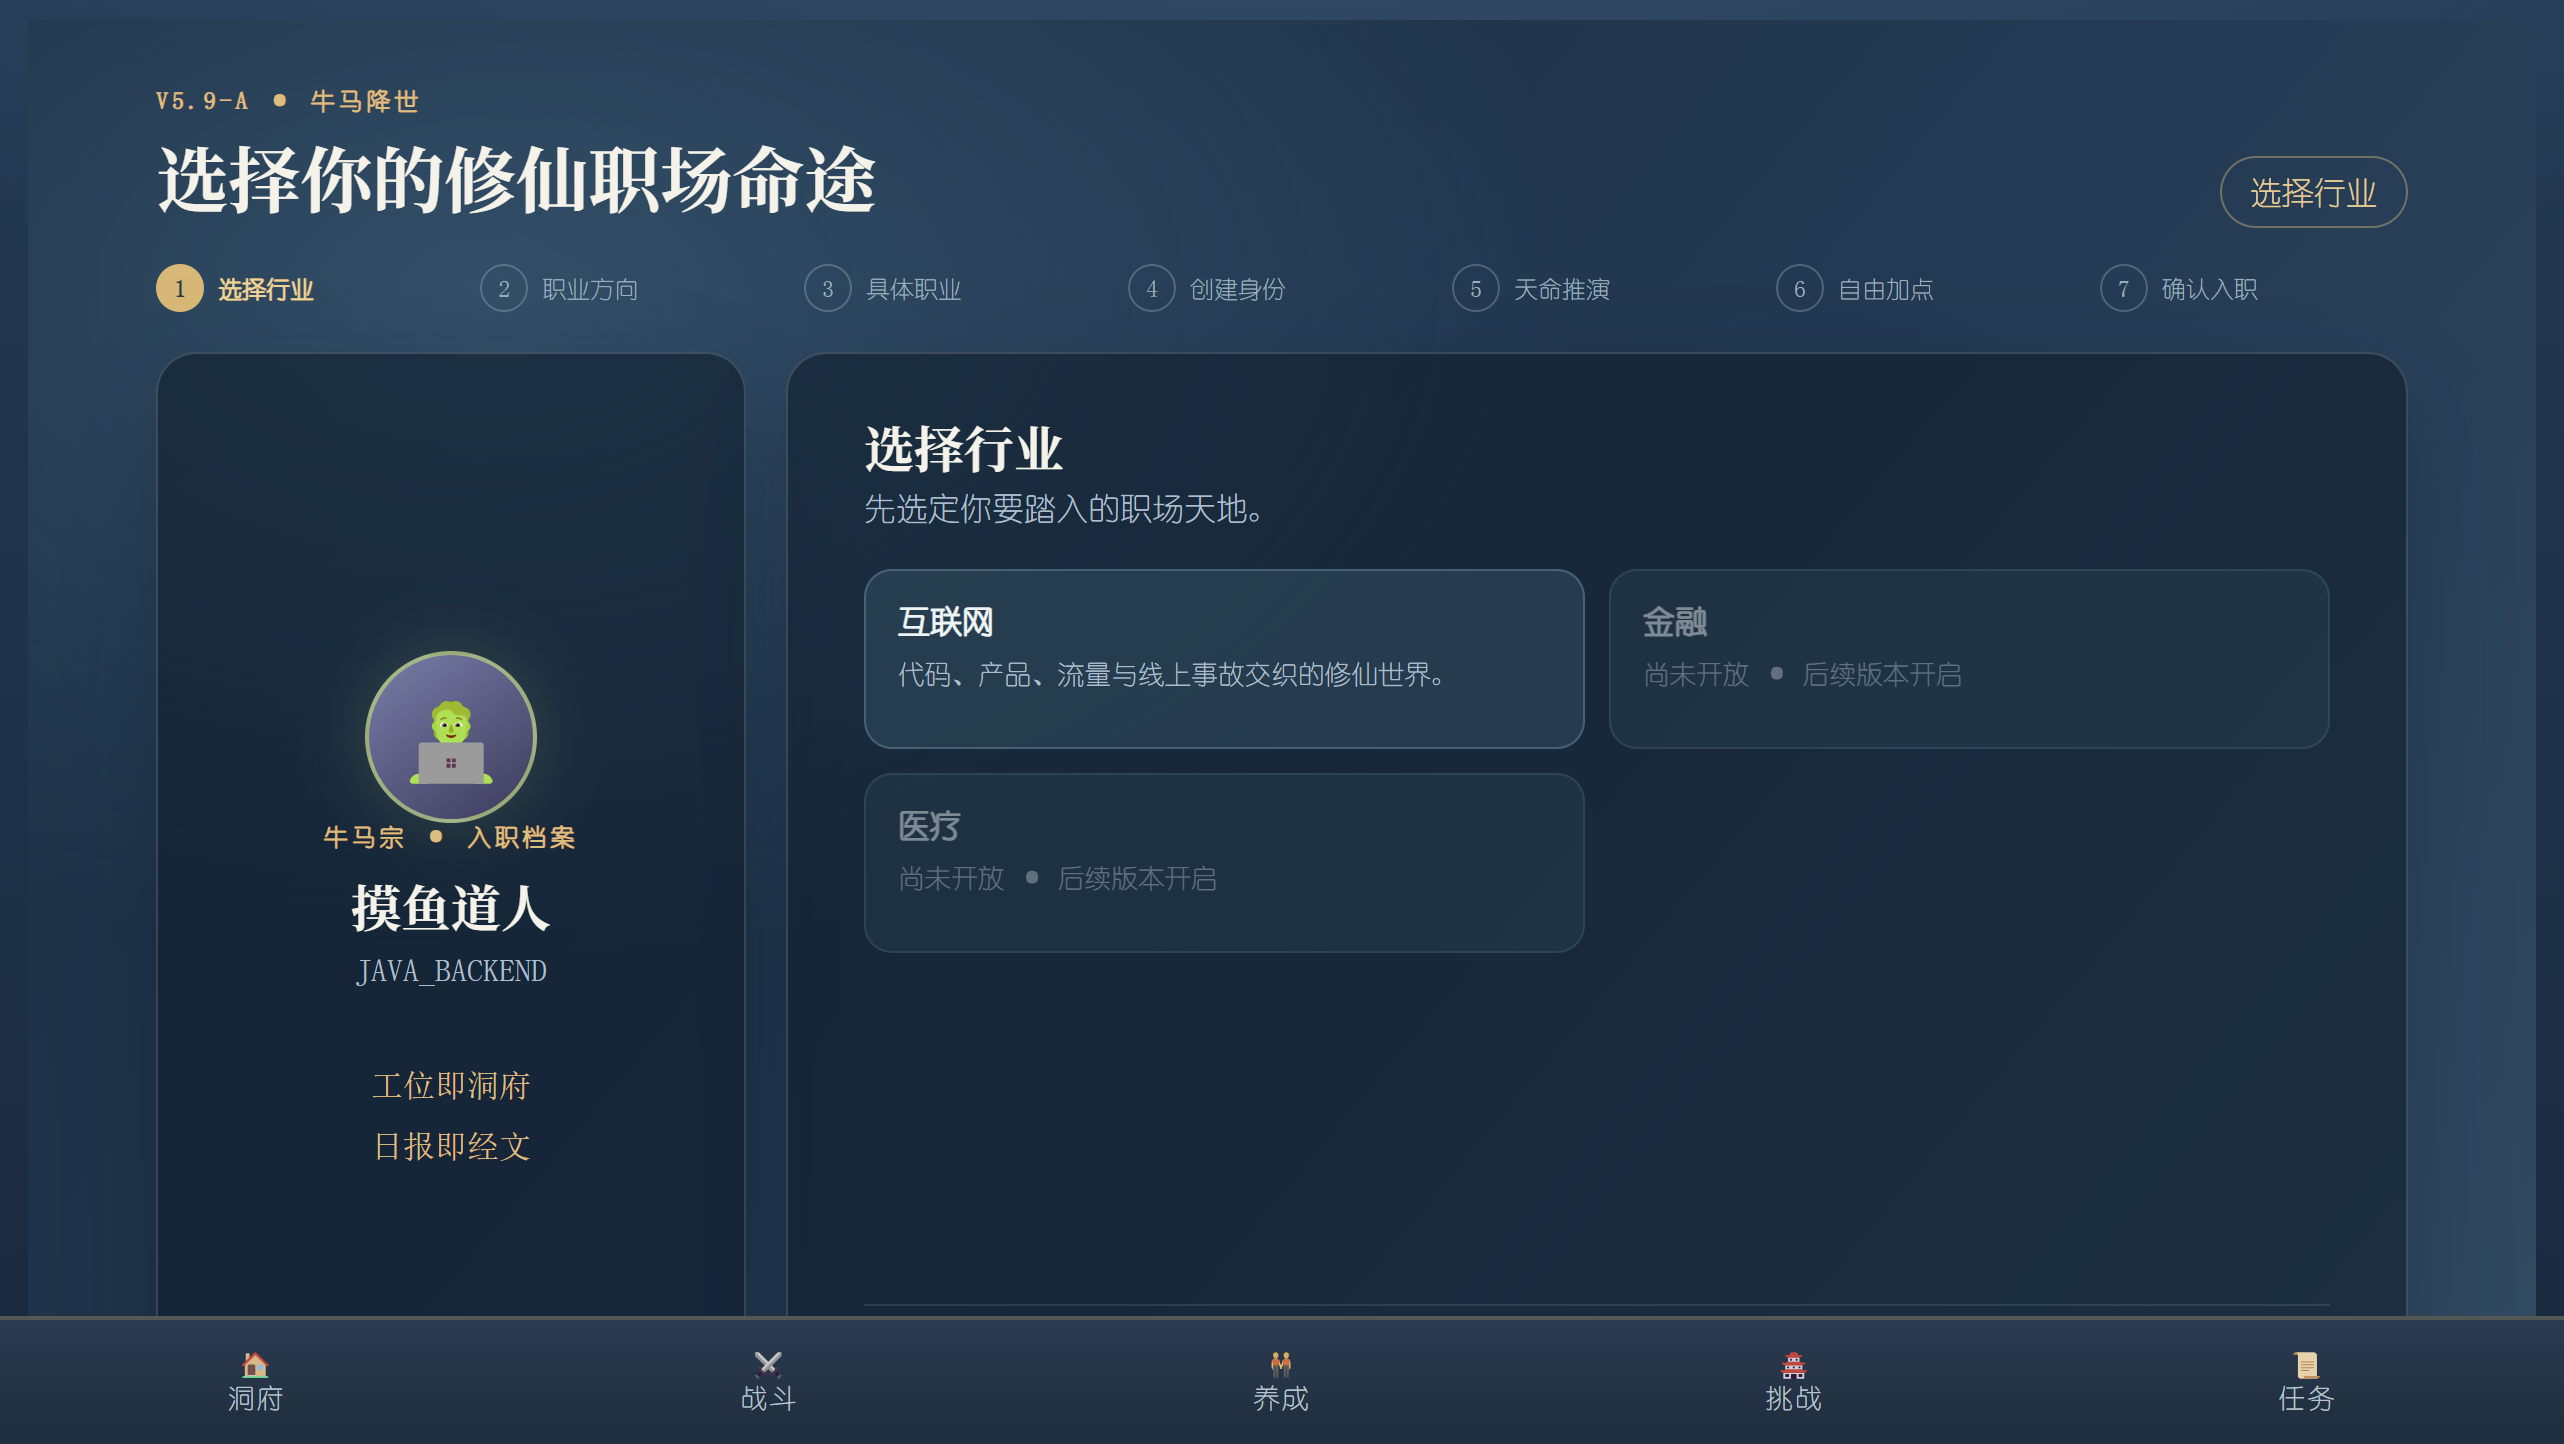 V5.9-A • 牛马降世
选择你的修仙职场命途
选择行业
1 选择行业
2 职业方向
3 具体职业
4 创建身份
5 天命推演
6 自由加点
7 确认入职
牛马宗 • 入职档案
摸鱼道人
JAVA_BACKEND
工位即洞府
日报即经文
选择行业
先选定你要踏入的职场天地。
互联网
代码、产品、流量与线上事故交织的修仙世界。
金融
尚未开放 • 后续版本开启
医疗
尚未开放 • 后续版本开启
洞府
战斗
养成
挑战
任务